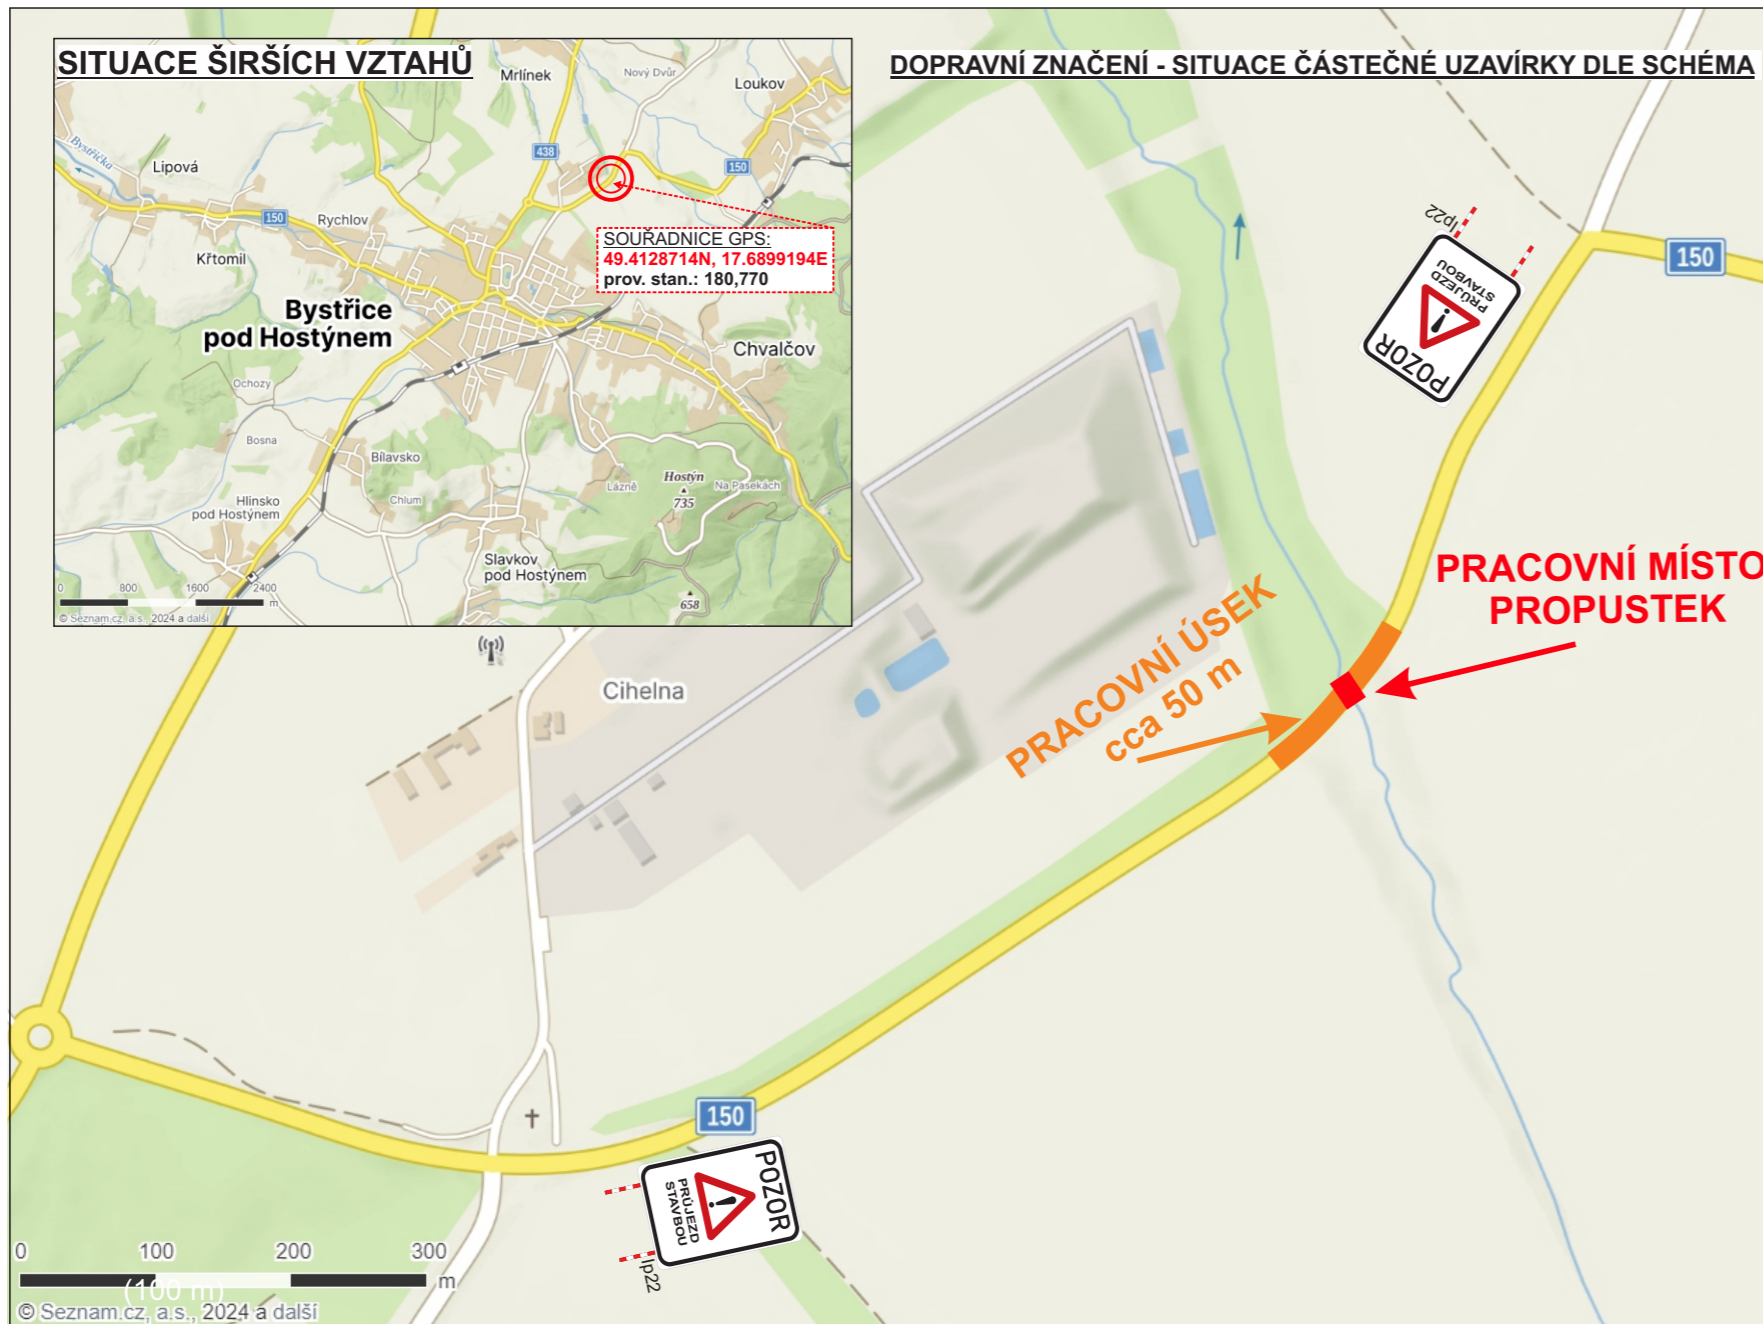 SITUACE ŠIRŠÍCH VZTAHŮ
DOPRAVNÍ ZNAČENÍ - SITUACE ČÁSTEČNÉ UZAVÍRKY DLE SCHÉMA
Mrlínek
Nový Dvůr
Loukov
Bystřička
Lipová
438
150
150
Rychlov
Křtomil
SOUŘADNICE GPS:
49.4128714N, 17.6899194E
prov. stan.: 180,770
Bystřice
pod Hostýnem
Chvalčov
Ochozy
Bosna
Bílavsko
Chlum
Lázně
Hostýn
735
Na Pasekách
Hlinsko
pod Hostýnem
Slavkov
pod Hostýnem
658
0 800 1600 2400
m
© Seznam.cz, a.s., 2024 a další
Ip22
POZOR
PRŮJEZD
STAVBOU
150
PRACOVNÍ MÍSTO
PROPUSTEK
PRACOVNÍ ÚSEK
cca 50 m
Cihelna
150
POZOR
PRŮJEZD
STAVBOU
Ip22
0 100 200 300
m
(100 m)
© Seznam.cz, a.s., 2024 a další